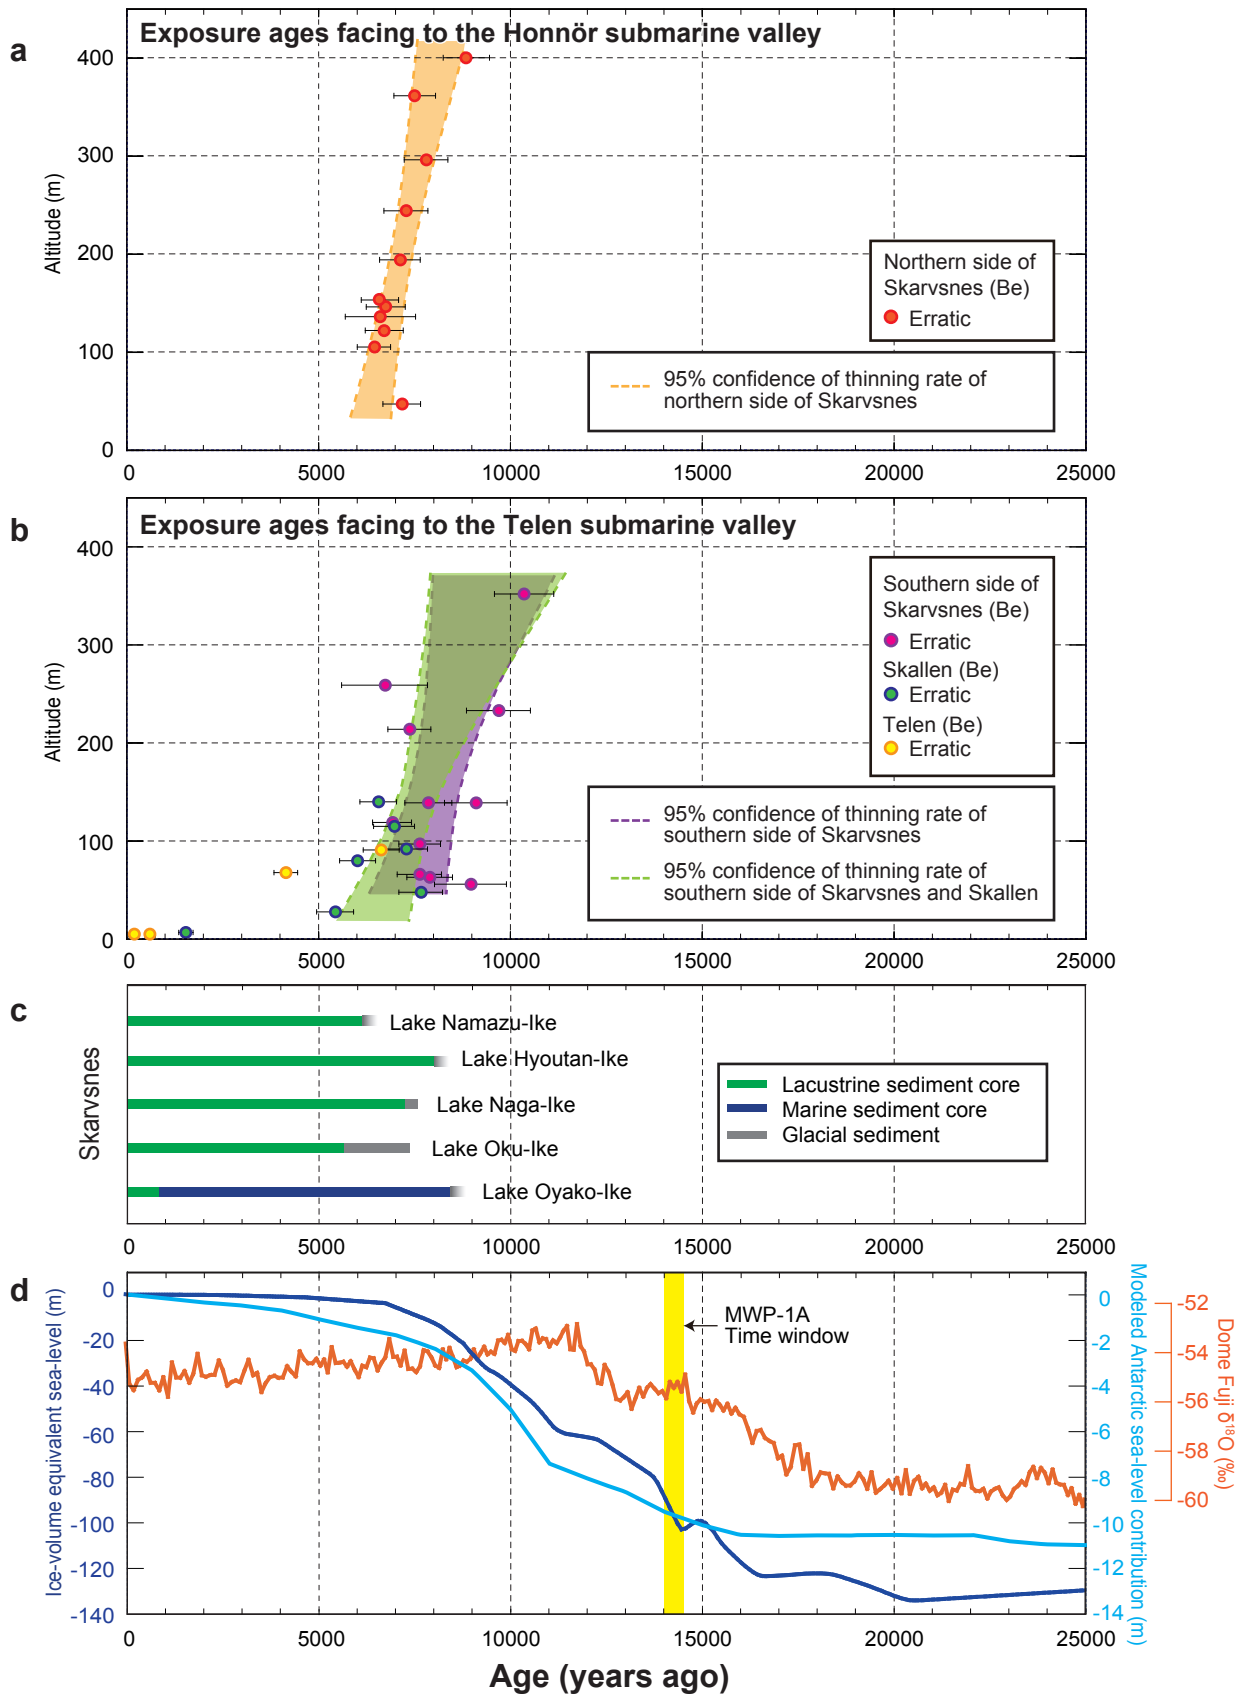 a
Exposure ages facing to the Honnör submarine valley
400
300
200
100
0
Altitude (m)
Northern side of
Skarvsnes (Be)
Erratic
95% confidence of thinning rate of
northern side of Skarvsnes
0 5000 10000 15000 20000 25000
b
Exposure ages facing to the Telen submarine valley
400
300
200
100
0
Altitude (m)
Southern side of
Skarvsnes (Be)
Erratic
Skallen (Be)
Erratic
Telen (Be)
Erratic
95% confidence of thinning rate of
southern side of Skarvsnes
95% confidence of thinning rate of
southern side of Skarvsnes and Skallen
0 5000 10000 15000 20000 25000
c
Skarvsnes
Lake Namazu-Ike
Lake Hyoutan-Ike
Lake Naga-Ike
Lake Oku-Ike
Lake Oyako-Ike
Lacustrine sediment core
Marine sediment core
Glacial sediment
0 5000 10000 15000 20000 25000
d
Ice-volume equivalent sea-level (m)
0
-20
-40
-60
-80
-100
-120
-140
MWP-1A
Time window
0
-2
-4
-6
-8
-10
-12
-14
Modeled Antarctic sea-level contribution (m)
-52
-54
-56
-58
-60
Dome Fuji δ¹⁸O (‰)
0 5000 10000 15000 20000 25000
Age (years ago)